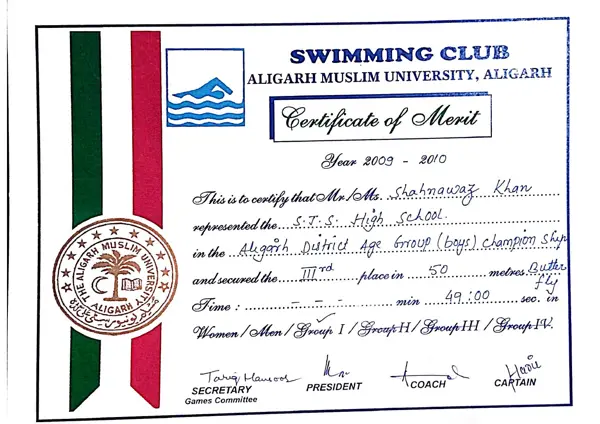 SWIMMING CLUB
ALIGARH MUSLIM UNIVERSITY, ALIGARH
Certificate of Merit
Year 2009 - 2010
This is to certify that Mr./Ms. Shahnawaz Khan
represented the S.T.S. High School.
in the Aligarh District Age Group (boys) Champion Ship
and secured the IIIrd place in 50 metres Butter fly
Time : - - - min 49:00 sec. in
Women / Men / Group I / Group II / Group III / Group IV.
THE ALIGARH MUSLIM UNIVERSITY
ALIGARH
Tariq Mansoor
SECRETARY
Games Committee
PRESIDENT
COACH
CAPTAIN